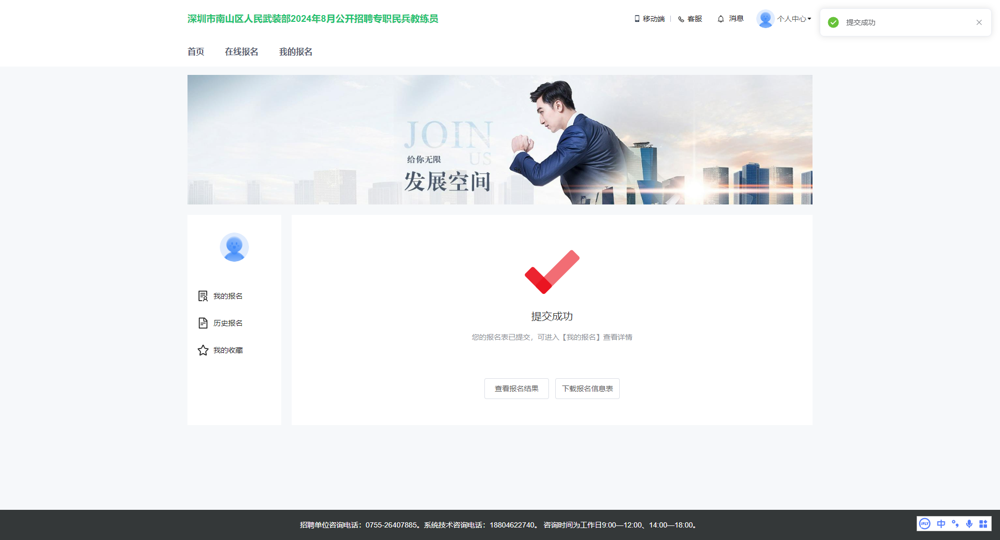 深圳市南山区人民武装部2024年8月公开招聘专职民兵教练员
移动端
客服
消息
个人中心
提交成功
首页
在线报名
我的报名
JOIN
US
给你无限
发展空间
我的报名
历史报名
我的收藏
提交成功
您的报名表已提交，可进入【我的报名】查看详情
查看报名结果
下载报名信息表
招聘单位咨询电话：0755-26407885。系统技术咨询电话：18804622740。 咨询时间为工作日9:00—12:00、14:00—18:00。
iFLY
中